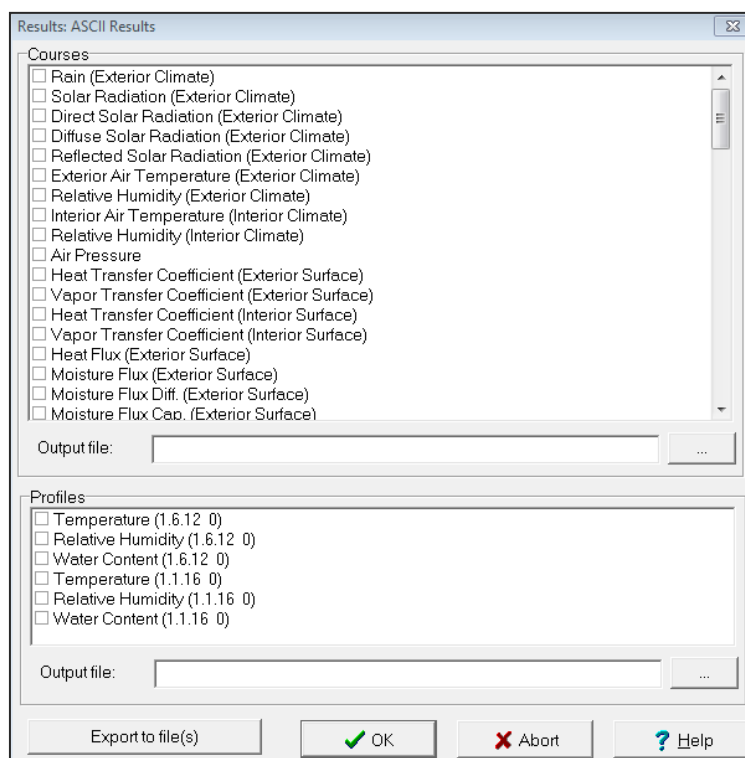 Results: ASCII Results
Courses
Rain (Exterior Climate)
Solar Radiation (Exterior Climate)
Direct Solar Radiation (Exterior Climate)
Diffuse Solar Radiation (Exterior Climate)
Reflected Solar Radiation (Exterior Climate)
Exterior Air Temperature (Exterior Climate)
Relative Humidity (Exterior Climate)
Interior Air Temperature (Interior Climate)
Relative Humidity (Interior Climate)
Air Pressure
Heat Transfer Coefficient (Exterior Surface)
Vapor Transfer Coefficient (Exterior Surface)
Heat Transfer Coefficient (Interior Surface)
Vapor Transfer Coefficient (Interior Surface)
Heat Flux (Exterior Surface)
Moisture Flux (Exterior Surface)
Moisture Flux Diff. (Exterior Surface)
Moisture Flux Cap. (Exterior Surface)
Output file: ...
Profiles
Temperature (1.6.12 0)
Relative Humidity (1.6.12 0)
Water Content (1.6.12 0)
Temperature (1.1.16 0)
Relative Humidity (1.1.16 0)
Water Content (1.1.16 0)
Output file: ...
Export to file(s) OK Abort ? Help